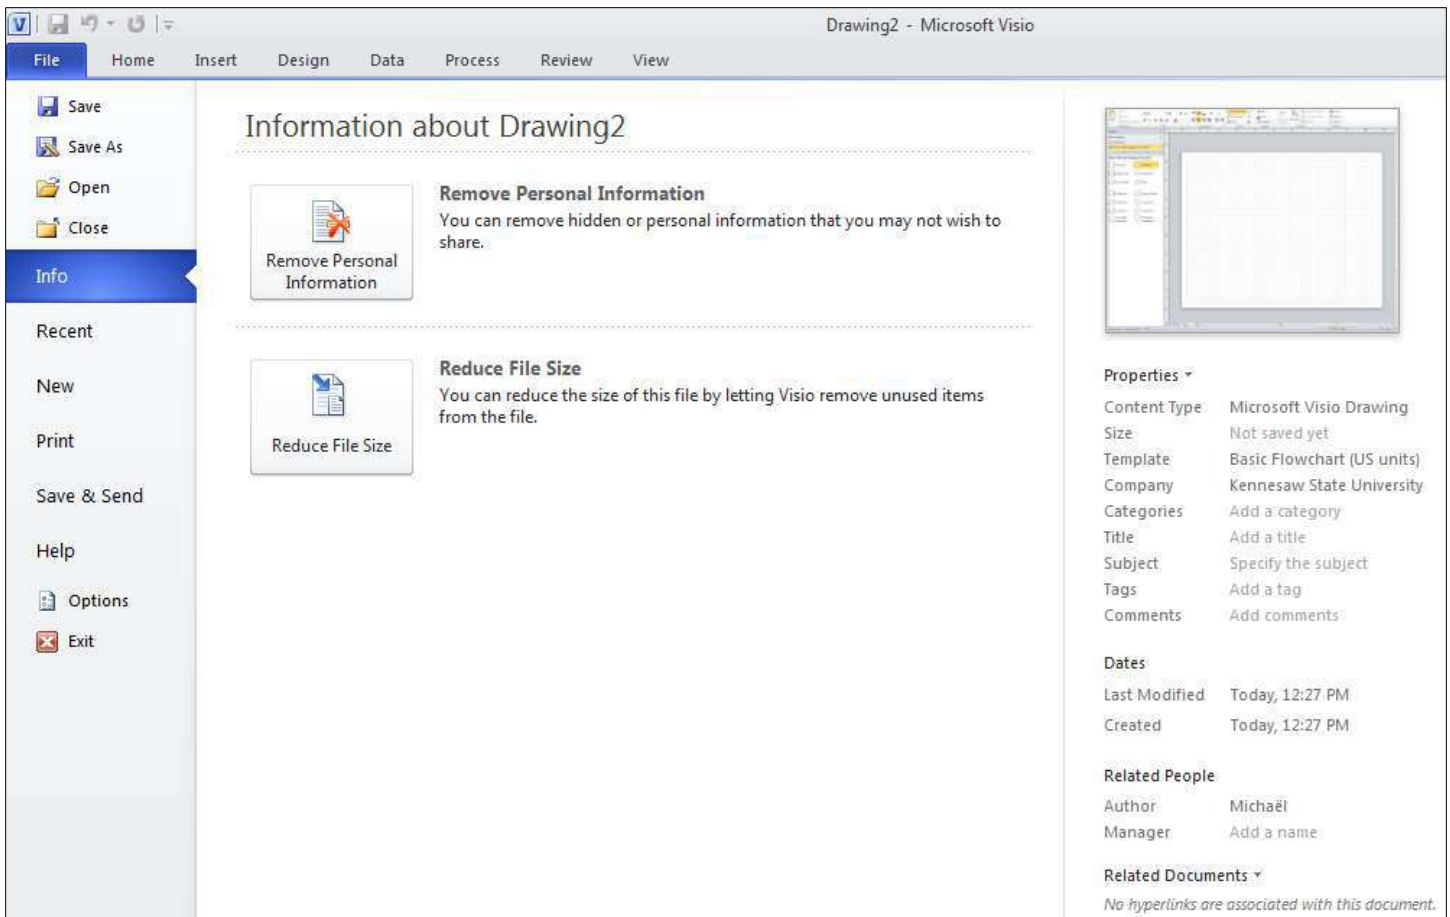 Drawing2 - Microsoft Visio
File Home Insert Design Data Process Review View
Save
Save As
Open
Close
Info
Recent
New
Print
Save & Send
Help
Options
Exit
Information about Drawing2
Remove Personal
Information
Remove Personal Information
You can remove hidden or personal information that you may not wish to
share.
Reduce File Size
Reduce File Size
You can reduce the size of this file by letting Visio remove unused items
from the file.
Properties
Content Type Microsoft Visio Drawing
Size Not saved yet
Template Basic Flowchart (US units)
Company Kennesaw State University
Categories Add a category
Title Add a title
Subject Specify the subject
Tags Add a tag
Comments Add comments
Dates
Last Modified Today, 12:27 PM
Created Today, 12:27 PM
Related People
Author Michaël
Manager Add a name
Related Documents
No hyperlinks are associated with this document.